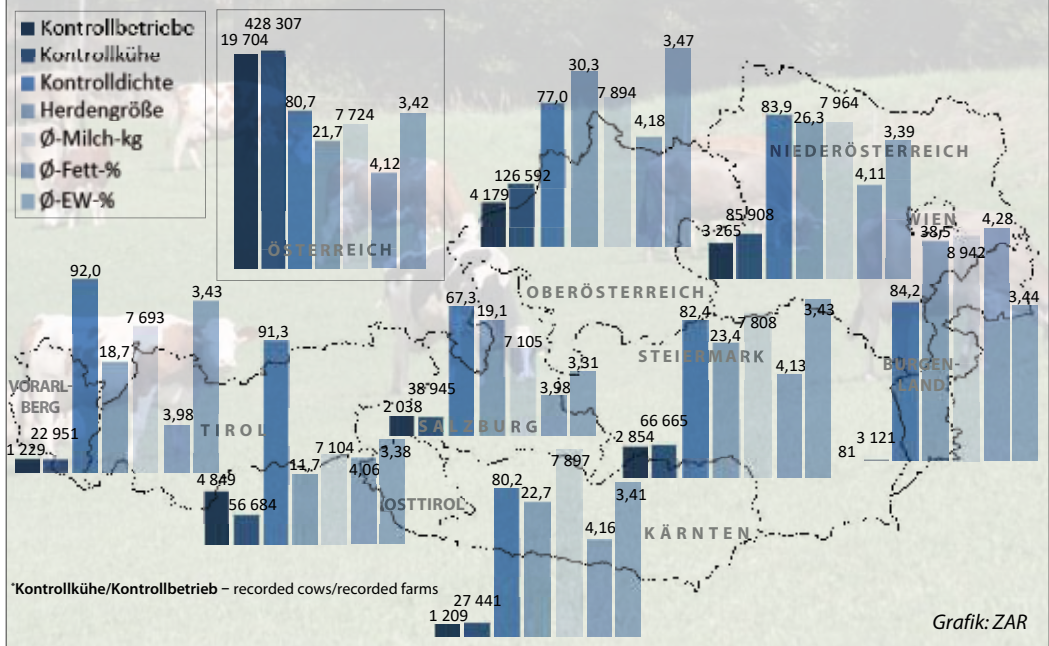 Kontrollbetriebe
Kontrollkühe
Kontrolldichte
Herdengröße
Ø-Milch-kg
Ø-Fett-%
Ø-EW-%
19 704
428 307
80,7
21,7
7 724
4,12
3,42
ÖSTERREICH
4 179
126 592
77,0
30,3
7 894
4,18
3,47
OBERÖSTERREICH
3 265
85 908
83,9
26,3
7 964
4,11
3,39
NIEDERÖSTERREICH
WIEN
81
3 121
84,2
38,5
8 942
4,28
3,44
BURGEN-
LAND
1 229
22 951
92,0
18,7
7 693
3,98
3,43
VORARL-
BERG
4 849
56 684
91,3
11,7
7 104
4,06
3,38
TIROL
OSTTIROL
2 038
38 945
67,3
19,1
7 105
3,98
3,31
SALZBURG
2 854
66 665
82,4
23,4
7 808
4,13
3,43
STEIERMARK
1 209
27 441
80,2
22,7
7 897
4,16
3,41
KÄRNTEN
*Kontrollkühe/Kontrollbetrieb – recorded cows/recorded farms
Grafik: ZAR